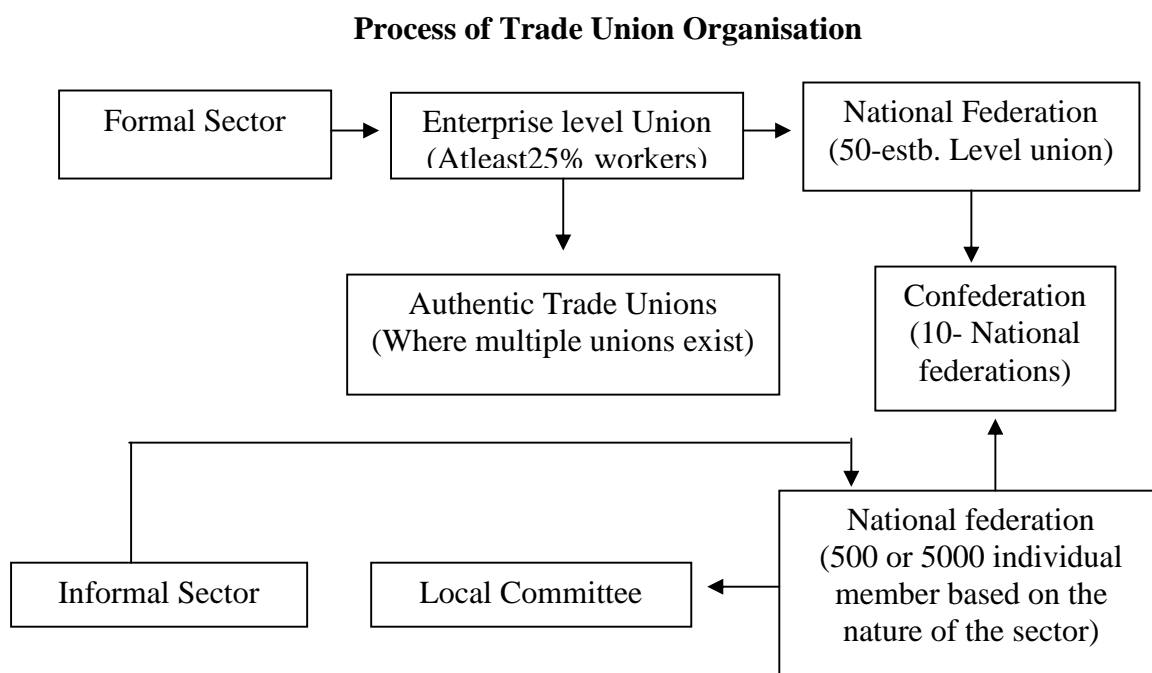 Process of Trade Union Organisation
Formal Sector
Enterprise level Union
(Atleast25% workers)
National Federation
(50-estb. Level union)
Authentic Trade Unions
(Where multiple unions exist)
Confederation
(10- National
federations)
Informal Sector
Local Committee
National federation
(500 or 5000 individual
member based on the
nature of the sector)